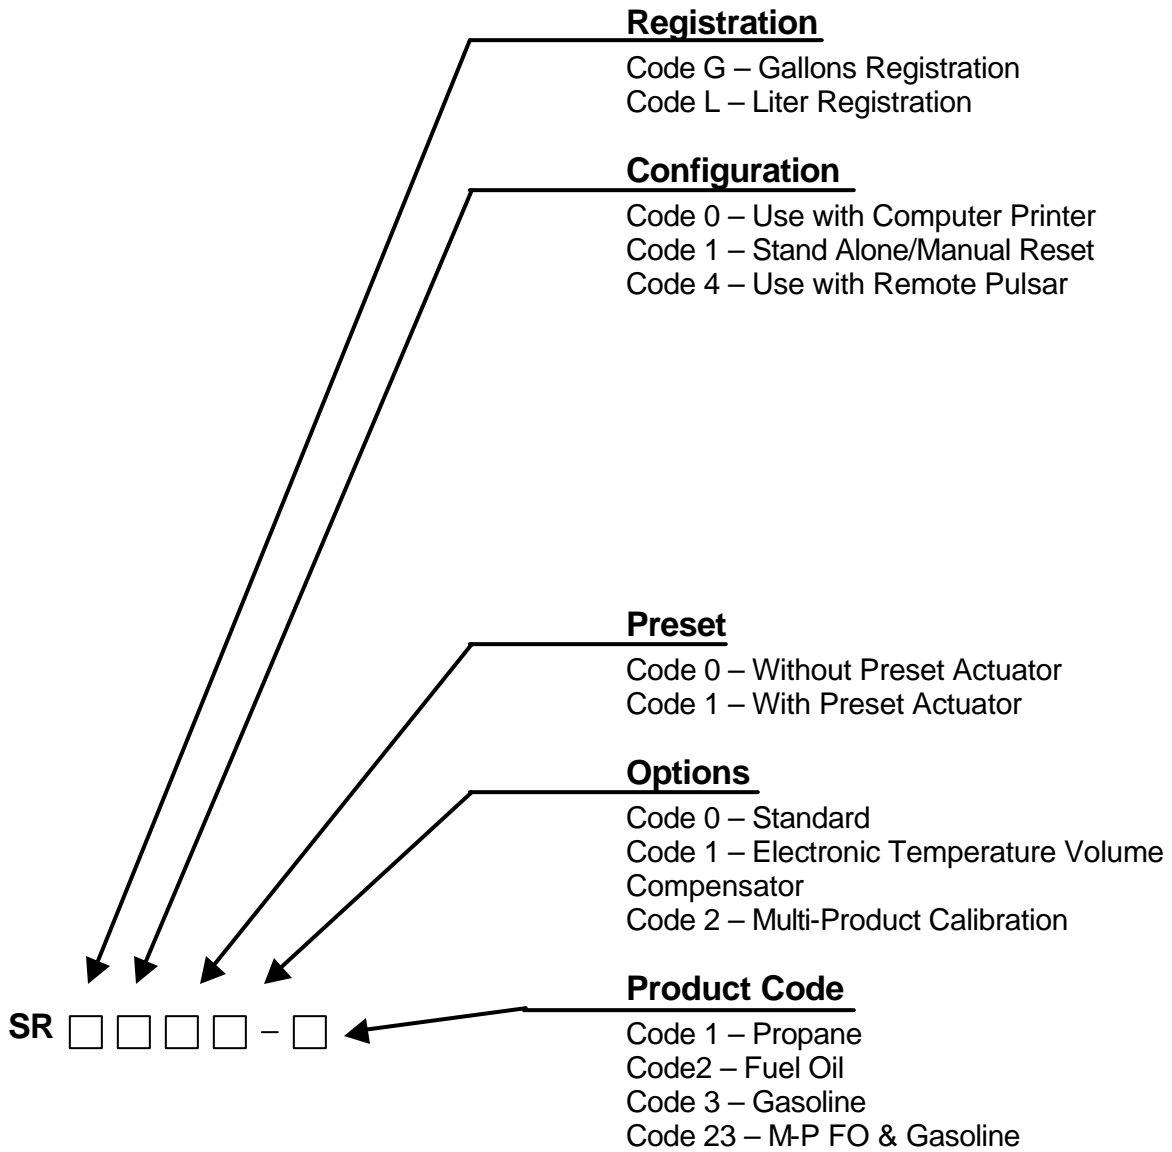 Registration
Code G – Gallons Registration
Code L – Liter Registration
Configuration
Code 0 – Use with Computer Printer
Code 1 – Stand Alone/Manual Reset
Code 4 – Use with Remote Pulsar
Preset
Code 0 – Without Preset Actuator
Code 1 – With Preset Actuator
Options
Code 0 – Standard
Code 1 – Electronic Temperature Volume
Compensator
Code 2 – Multi-Product Calibration
Product Code
Code 1 – Propane
Code2 – Fuel Oil
Code 3 – Gasoline
Code 23 – M-P FO & Gasoline
SR □ □ □ □ – □